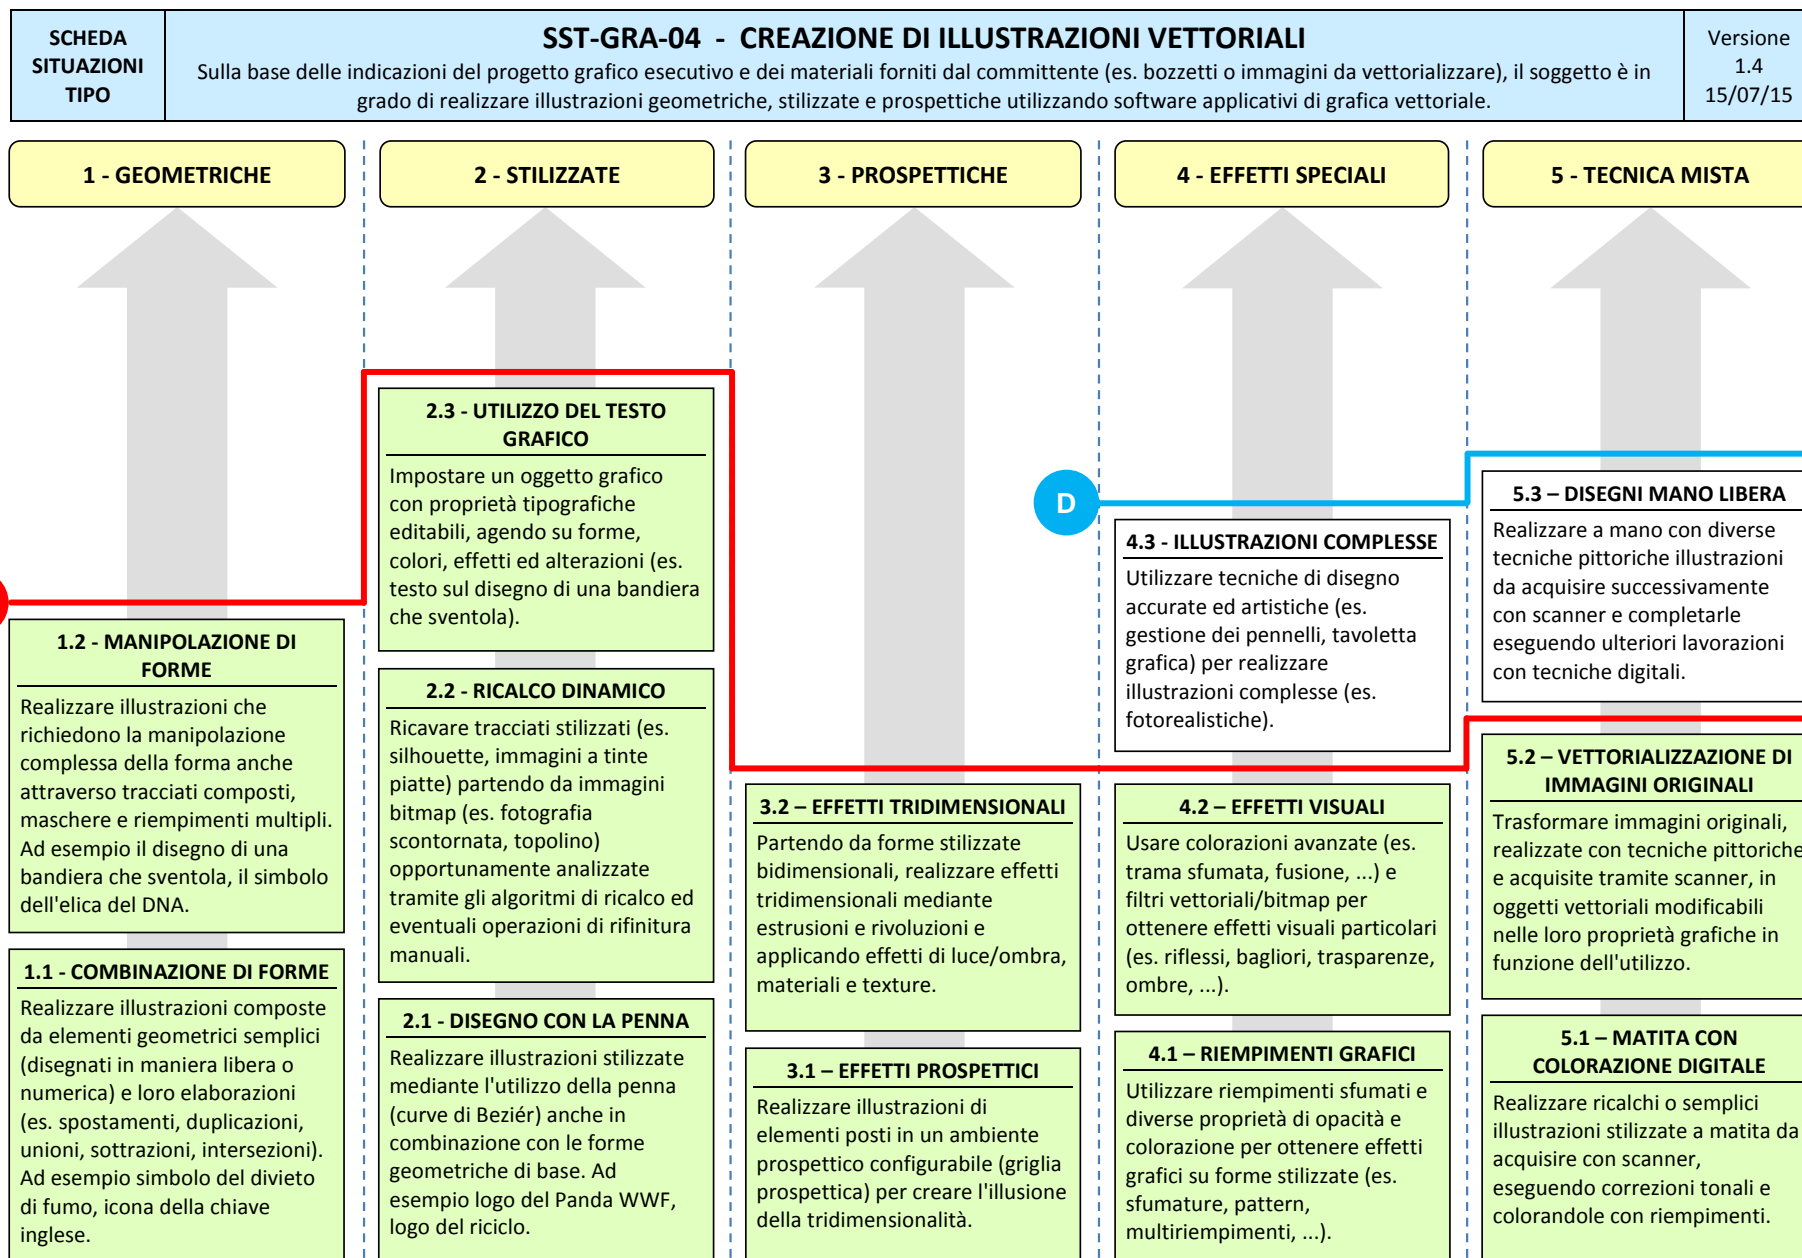 SCHEDA
SITUAZIONI
TIPO
SST-GRA-04 - CREAZIONE DI ILLUSTRAZIONI VETTORIALI
Sulla base delle indicazioni del progetto grafico esecutivo e dei materiali forniti dal committente (es. bozzetti o immagini da vettorializzare), il soggetto è in
grado di realizzare illustrazioni geometriche, stilizzate e prospettiche utilizzando software applicativi di grafica vettoriale.
Versione
1.4
15/07/15
1 - GEOMETRICHE
2 - STILIZZATE
3 - PROSPETTICHE
4 - EFFETTI SPECIALI
5 - TECNICA MISTA
1.2 - MANIPOLAZIONE DI
FORME
Realizzare illustrazioni che
richiedono la manipolazione
complessa della forma anche
attraverso tracciati composti,
maschere e riempimenti multipli.
Ad esempio il disegno di una
bandiera che sventola, il simbolo
dell'elica del DNA.
1.1 - COMBINAZIONE DI FORME
Realizzare illustrazioni composte
da elementi geometrici semplici
(disegnati in maniera libera o
numerica) e loro elaborazioni
(es. spostamenti, duplicazioni,
unioni, sottrazioni, intersezioni).
Ad esempio simbolo del divieto
di fumo, icona della chiave
inglese.
2.3 - UTILIZZO DEL TESTO
GRAFICO
Impostare un oggetto grafico
con proprietà tipografiche
editabili, agendo su forme,
colori, effetti ed alterazioni (es.
testo sul disegno di una bandiera
che sventola).
2.2 - RICALCO DINAMICO
Ricavare tracciati stilizzati (es.
silhouette, immagini a tinte
piatte) partendo da immagini
bitmap (es. fotografia
scontornata, topolino)
opportunamente analizzate
tramite gli algoritmi di ricalco ed
eventuali operazioni di rifinitura
manuali.
2.1 - DISEGNO CON LA PENNA
Realizzare illustrazioni stilizzate
mediante l'utilizzo della penna
(curve di Beziér) anche in
combinazione con le forme
geometriche di base. Ad
esempio logo del Panda WWF,
logo del riciclo.
3.2 – EFFETTI TRIDIMENSIONALI
Partendo da forme stilizzate
bidimensionali, realizzare effetti
tridimensionali mediante
estrusioni e rivoluzioni e
applicando effetti di luce/ombra,
materiali e texture.
3.1 – EFFETTI PROSPETTICI
Realizzare illustrazioni di
elementi posti in un ambiente
prospettico configurabile (griglia
prospettica) per creare l'illusione
della tridimensionalità.
D
4.3 - ILLUSTRAZIONI COMPLESSE
Utilizzare tecniche di disegno
accurate ed artistiche (es.
gestione dei pennelli, tavoletta
grafica) per realizzare
illustrazioni complesse (es.
fotorealistiche).
4.2 – EFFETTI VISUALI
Usare colorazioni avanzate (es.
trama sfumata, fusione, ...) e
filtri vettoriali/bitmap per
ottenere effetti visuali particolari
(es. riflessi, bagliori, trasparenze,
ombre, ...).
4.1 – RIEMPIMENTI GRAFICI
Utilizzare riempimenti sfumati e
diverse proprietà di opacità e
colorazione per ottenere effetti
grafici su forme stilizzate (es.
sfumature, pattern,
multiriempimenti, ...).
5.3 – DISEGNI MANO LIBERA
Realizzare a mano con diverse
tecniche pittoriche illustrazioni
da acquisire successivamente
con scanner e completarle
eseguendo ulteriori lavorazioni
con tecniche digitali.
5.2 – VETTORIALIZZAZIONE DI
IMMAGINI ORIGINALI
Trasformare immagini originali,
realizzate con tecniche pittoriche
e acquisite tramite scanner, in
oggetti vettoriali modificabili
nelle loro proprietà grafiche in
funzione dell'utilizzo.
5.1 – MATITA CON
COLORAZIONE DIGITALE
Realizzare ricalchi o semplici
illustrazioni stilizzate a matita da
acquisire con scanner,
eseguendo correzioni tonali e
colorandole con riempimenti.